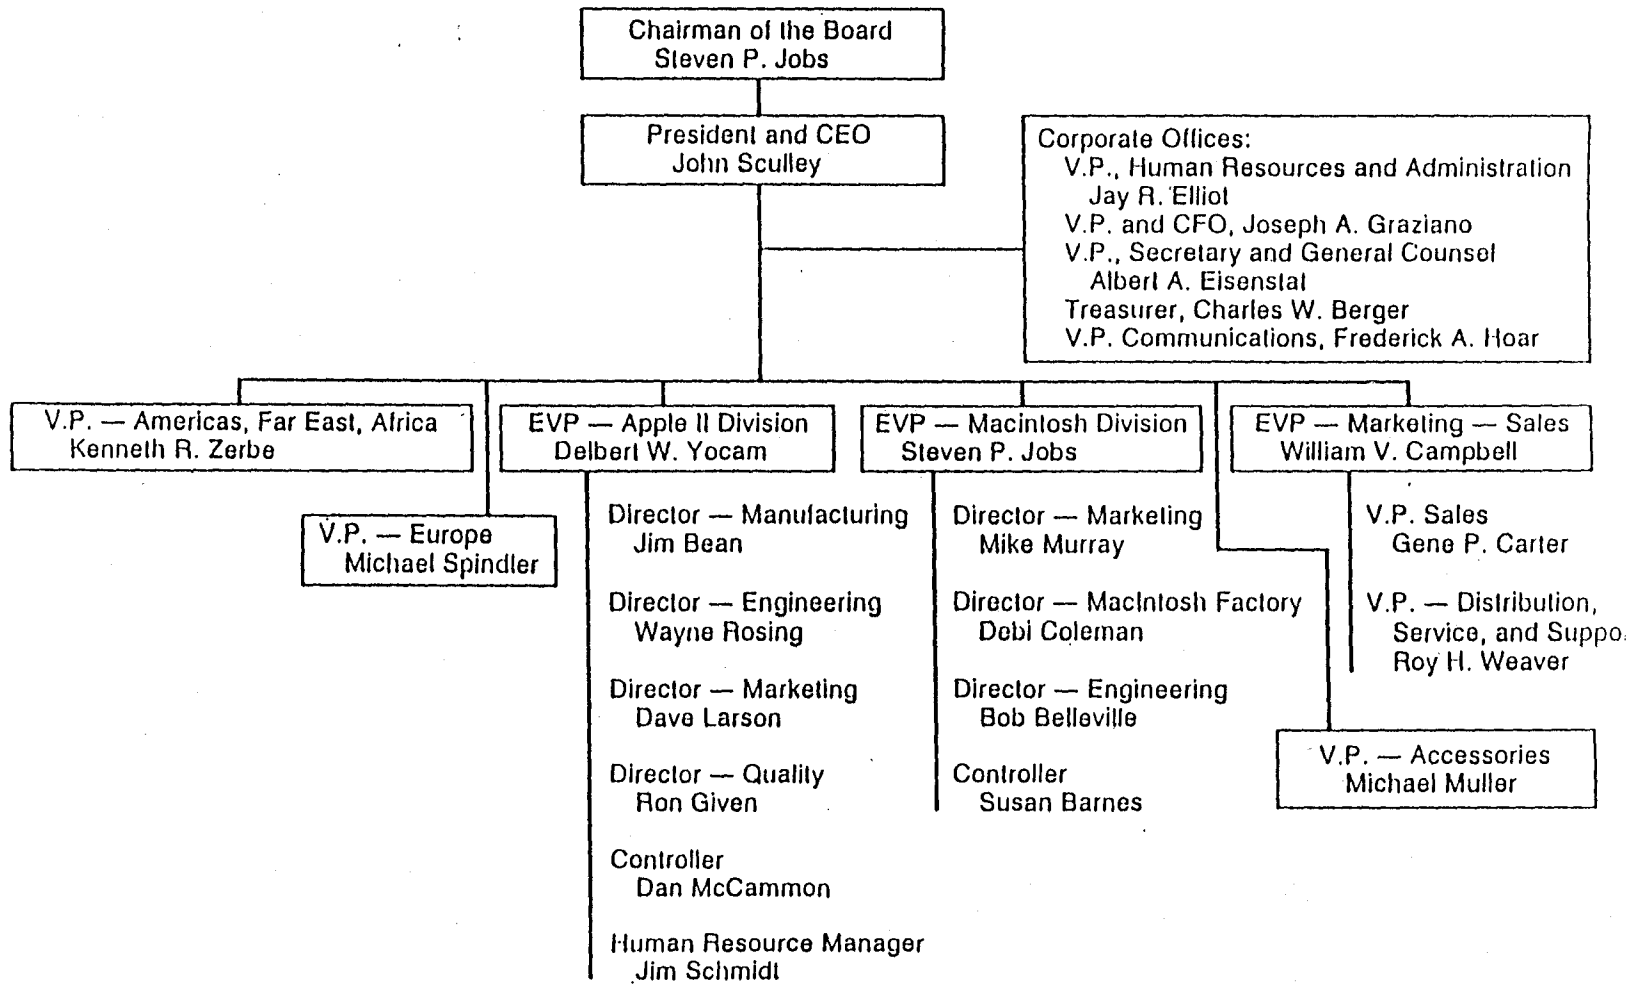 Chairman of the Board
Steven P. Jobs
President and CEO
John Sculley
Corporate Offices:
V.P., Human Resources and Administration
Jay R. Elliot
V.P. and CFO, Joseph A. Graziano
V.P., Secretary and General Counsel
Albert A. Eisenstat
Treasurer, Charles W. Berger
V.P. Communications, Frederick A. Hoar
V.P. — Americas, Far East, Africa
Kenneth R. Zerbe
V.P. — Europe
Michael Spindler
EVP — Apple II Division
Delbert W. Yocam
Director — Manufacturing
Jim Bean
Director — Engineering
Wayne Rosing
Director — Marketing
Dave Larson
Director — Quality
Ron Given
Controller
Dan McCammon
Human Resource Manager
Jim Schmidt
EVP — Macintosh Division
Steven P. Jobs
Director — Marketing
Mike Murray
Director — MacIntosh Factory
Debi Coleman
Director — Engineering
Bob Belleville
Controller
Susan Barnes
EVP — Marketing — Sales
William V. Campbell
V.P. Sales
Gene P. Carter
V.P. — Distribution,
Service, and Suppo
Roy H. Weaver
V.P. — Accessories
Michael Muller